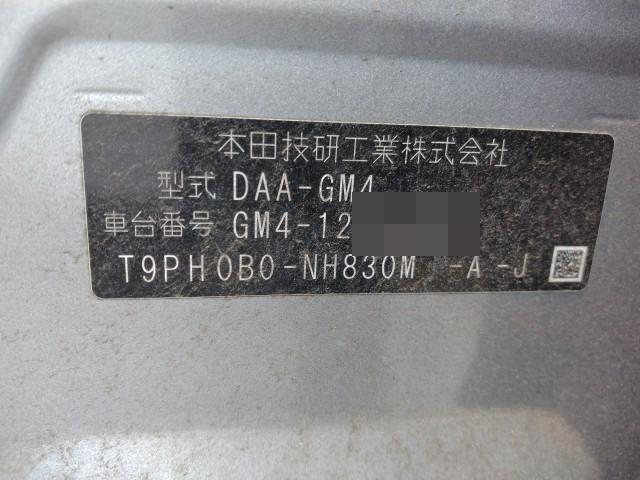 本田技研工業株式会社
型式 DAA-GM4
車台番号 GM4-12
T9PH0B0-NH830M -A -J